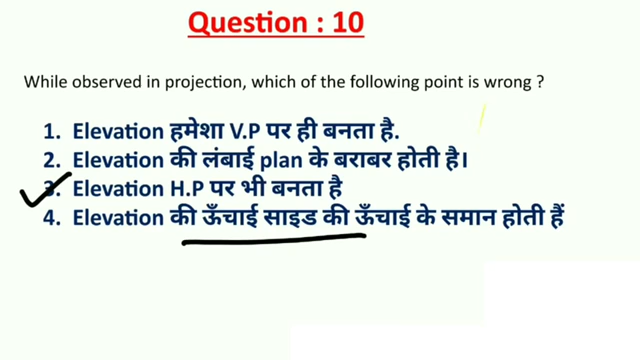 Question : 10
While observed in projection, which of the following point is wrong ?
1. Elevation हमेशा V.P पर ही बनता है.
2. Elevation की लंबाई plan के बराबर होती है।
3. Elevation H.P पर भी बनता है
4. Elevation की ऊँचाई साइड की ऊँचाई के समान होती हैं